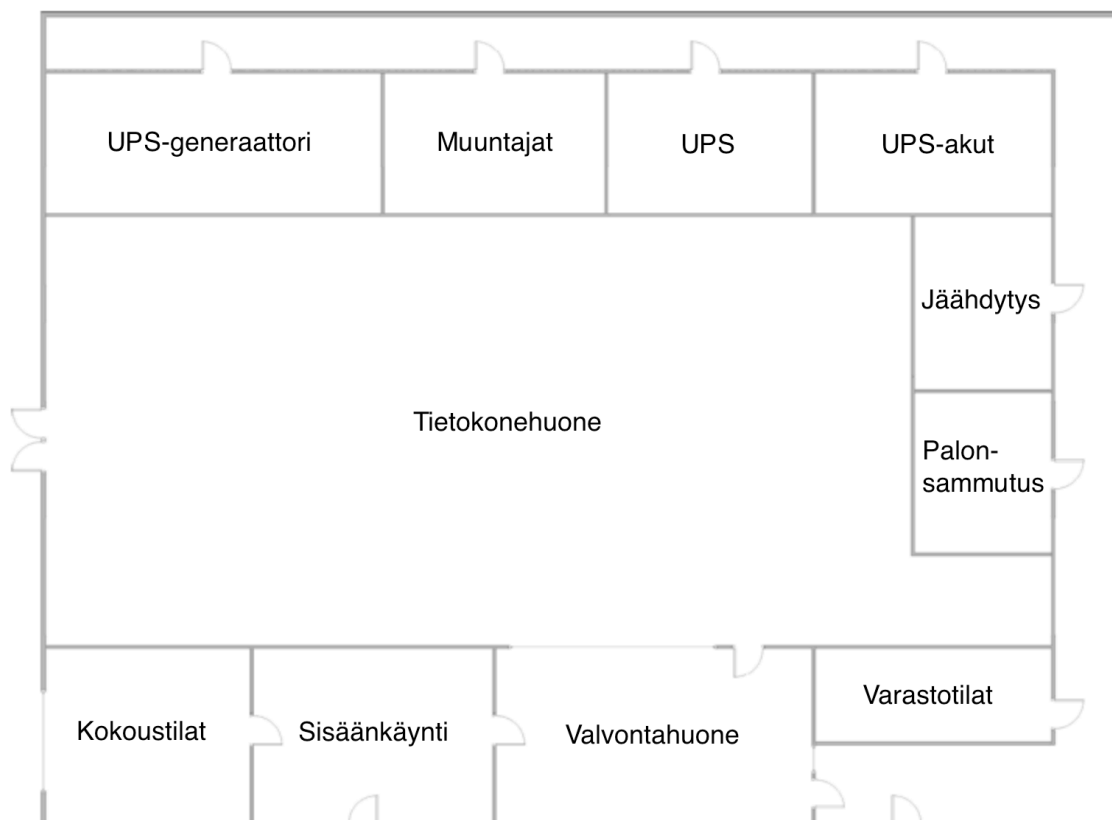 UPS-generaattori
Muuntajat
UPS
UPS-akut
Jäähdytys
Tietokonehuone
Palon-
sammutus
Kokoustilat
Sisäänkäynti
Valvontahuone
Varastotilat